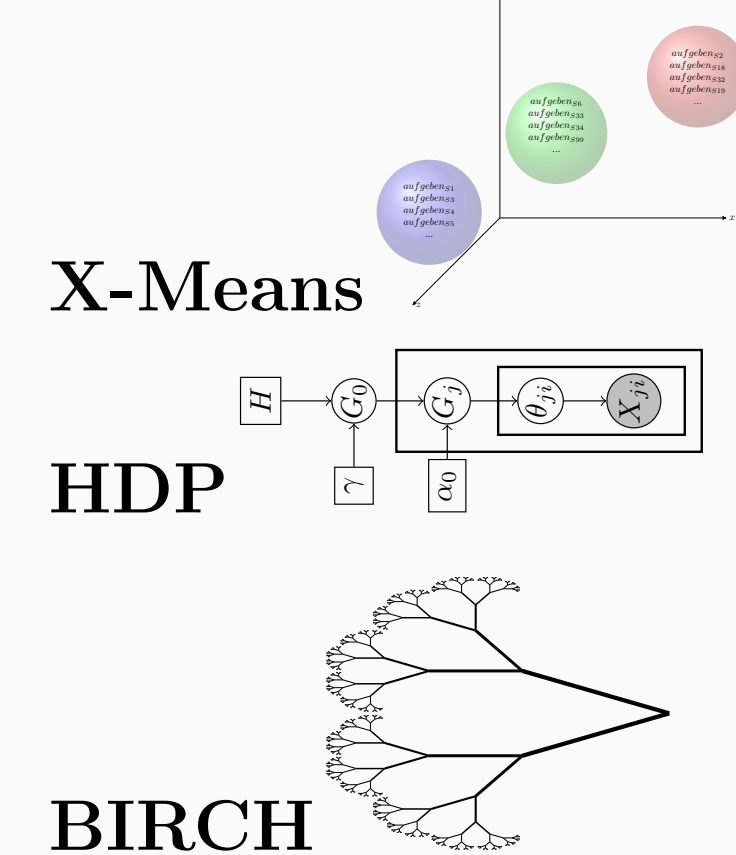 aufgeben_S2
aufgeben_S18
aufgeben_S32
aufgeben_S19
...
aufgeben_S6
aufgeben_S33
aufgeben_S34
aufgeben_S99
...
aufgeben_S1
aufgeben_S3
aufgeben_S4
aufgeben_S5
...
x
z
X-Means
H
G_0
G_j
θ_ji
X_ji
γ
α_0
HDP
BIRCH